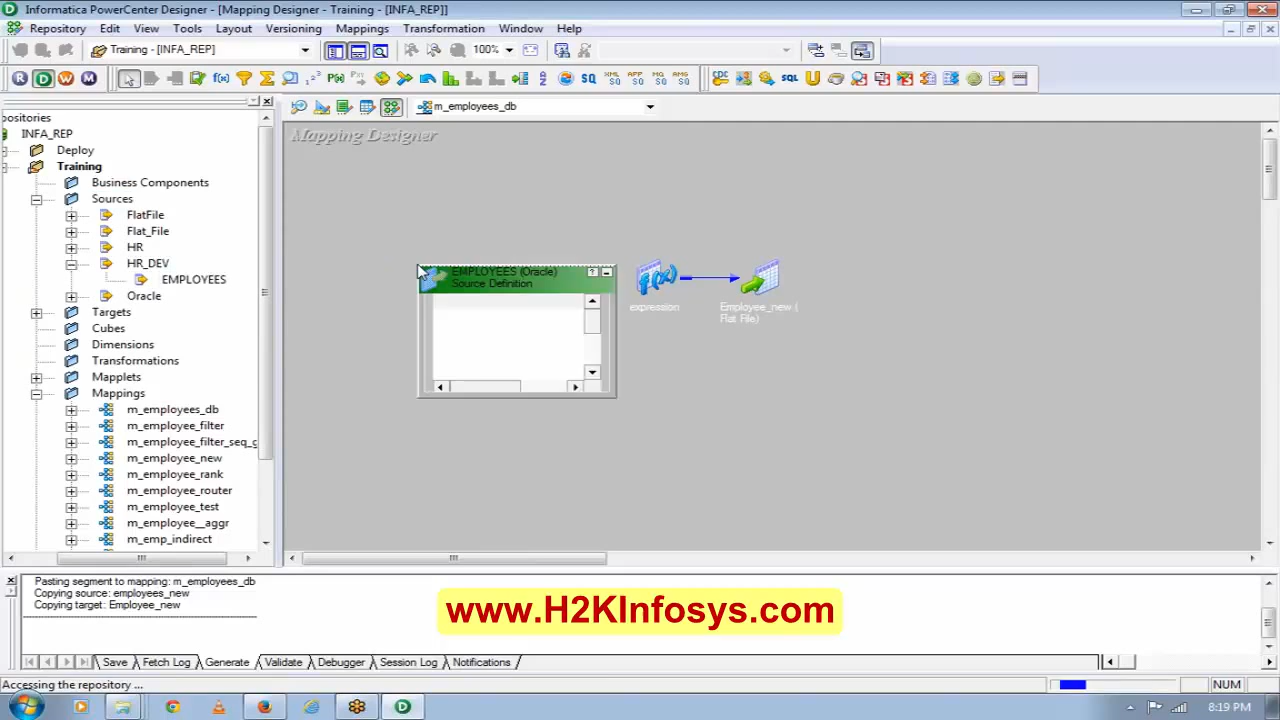 Informatica PowerCenter Designer - [Mapping Designer - Training - [INFA_REP]]
Repository Edit View Tools Layout Versioning Mappings Transformation Window Help
Training - [INFA_REP]
100%
m_employees_db
Mapping Designer
positories
INFA_REP
Deploy
Training
Business Components
Sources
FlatFile
Flat_File
HR
HR_DEV
EMPLOYEES
Oracle
Targets
Cubes
Dimensions
Transformations
Mapplets
Mappings
m_employees_db
m_employee_filter
m_employee_filter_seq_g
m_employee_new
m_employee_rank
m_employee_router
m_employee_test
m_employee__aggr
m_emp_indirect
EMPLOYEES (Oracle)
Source Definition
expression
Employee_new (
Flat File)
Pasting segment to mapping: m_employees_db
Copying source: employees_new
Copying target: Employee_new
www.H2KInfosys.com
Save Fetch Log Generate Validate Debugger Session Log Notifications
Accessing the repository ...
NUM
8:19 PM